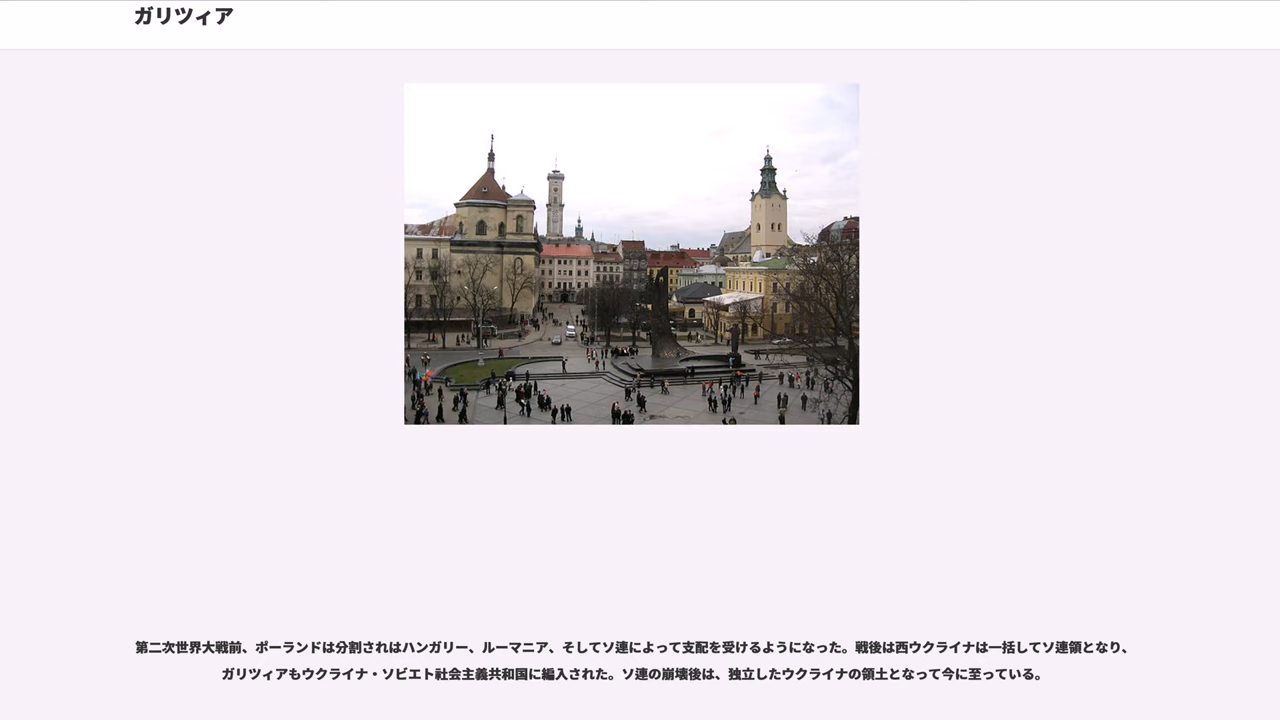 ガリツィア
第二次世界大戦前、ポーランドは分割されはハンガリー、ルーマニア、そしてソ連によって支配を受けるようになった。戦後は西ウクライナは一括してソ連領となり、
ガリツィアもウクライナ・ソビエト社会主義共和国に編入された。ソ連の崩壊後は、独立したウクライナの領土となって今に至っている。